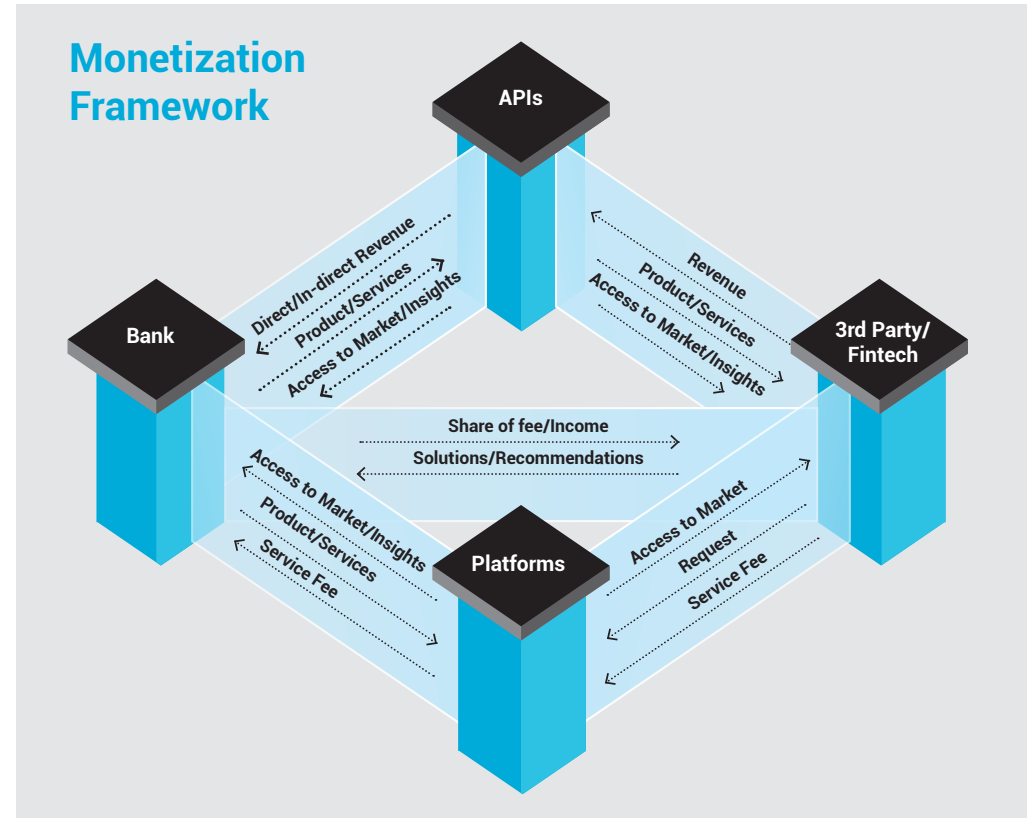 Monetization
Framework
APIs
Direct/In-direct Revenue
Product/Services
Access to Market/Insights
Revenue
Product/Services
Access to Market/Insights
Bank
3rd Party/
Fintech
Share of fee/Income
Solutions/Recommendations
Access to Market/Insights
Product/Services
Service Fee
Platforms
Access to Market
Request
Service Fee